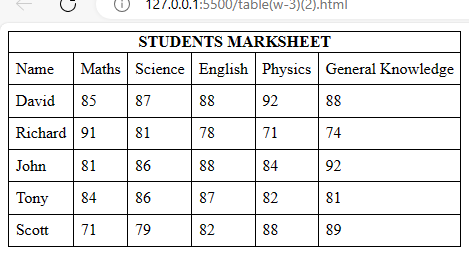 127.0.0.1:5500/table(w-3)(2).html
STUDENTS MARKSHEET
Name Maths Science English Physics General Knowledge
David 85 87 88 92 88
Richard 91 81 78 71 74
John 81 86 88 84 92
Tony 84 86 87 82 81
Scott 71 79 82 88 89